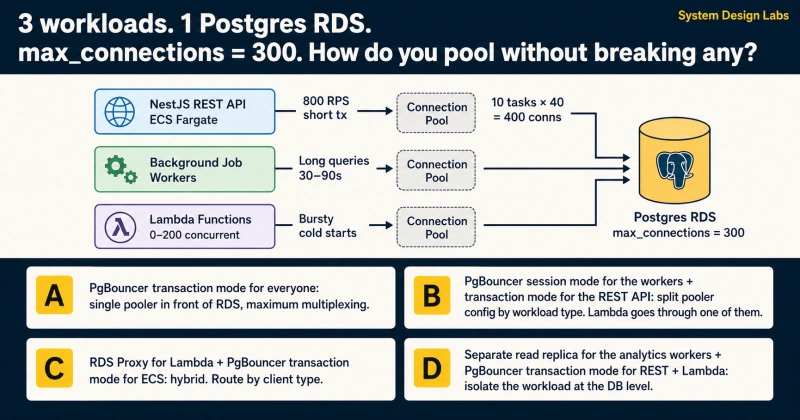 System Design Labs
3 workloads. 1 Postgres RDS.
max_connections = 300. How do you pool without breaking any?
NestJS REST API
ECS Fargate
800 RPS
short tx
Connection
Pool
10 tasks × 40
= 400 conns
Background Job
Workers
Long queries
30–90s
Connection
Pool
Lambda Functions
0–200 concurrent
Bursty
cold starts
Connection
Pool
Postgres RDS
max_connections = 300
A
PgBouncer transaction mode for everyone:
single pooler in front of RDS, maximum multiplexing.
B
PgBouncer session mode for the workers +
transaction mode for the REST API: split pooler
config by workload type. Lambda goes through one of them.
C
RDS Proxy for Lambda + PgBouncer transaction
mode for ECS: hybrid. Route by client type.
D
Separate read replica for the analytics workers +
PgBouncer transaction mode for REST + Lambda:
isolate the workload at the DB level.